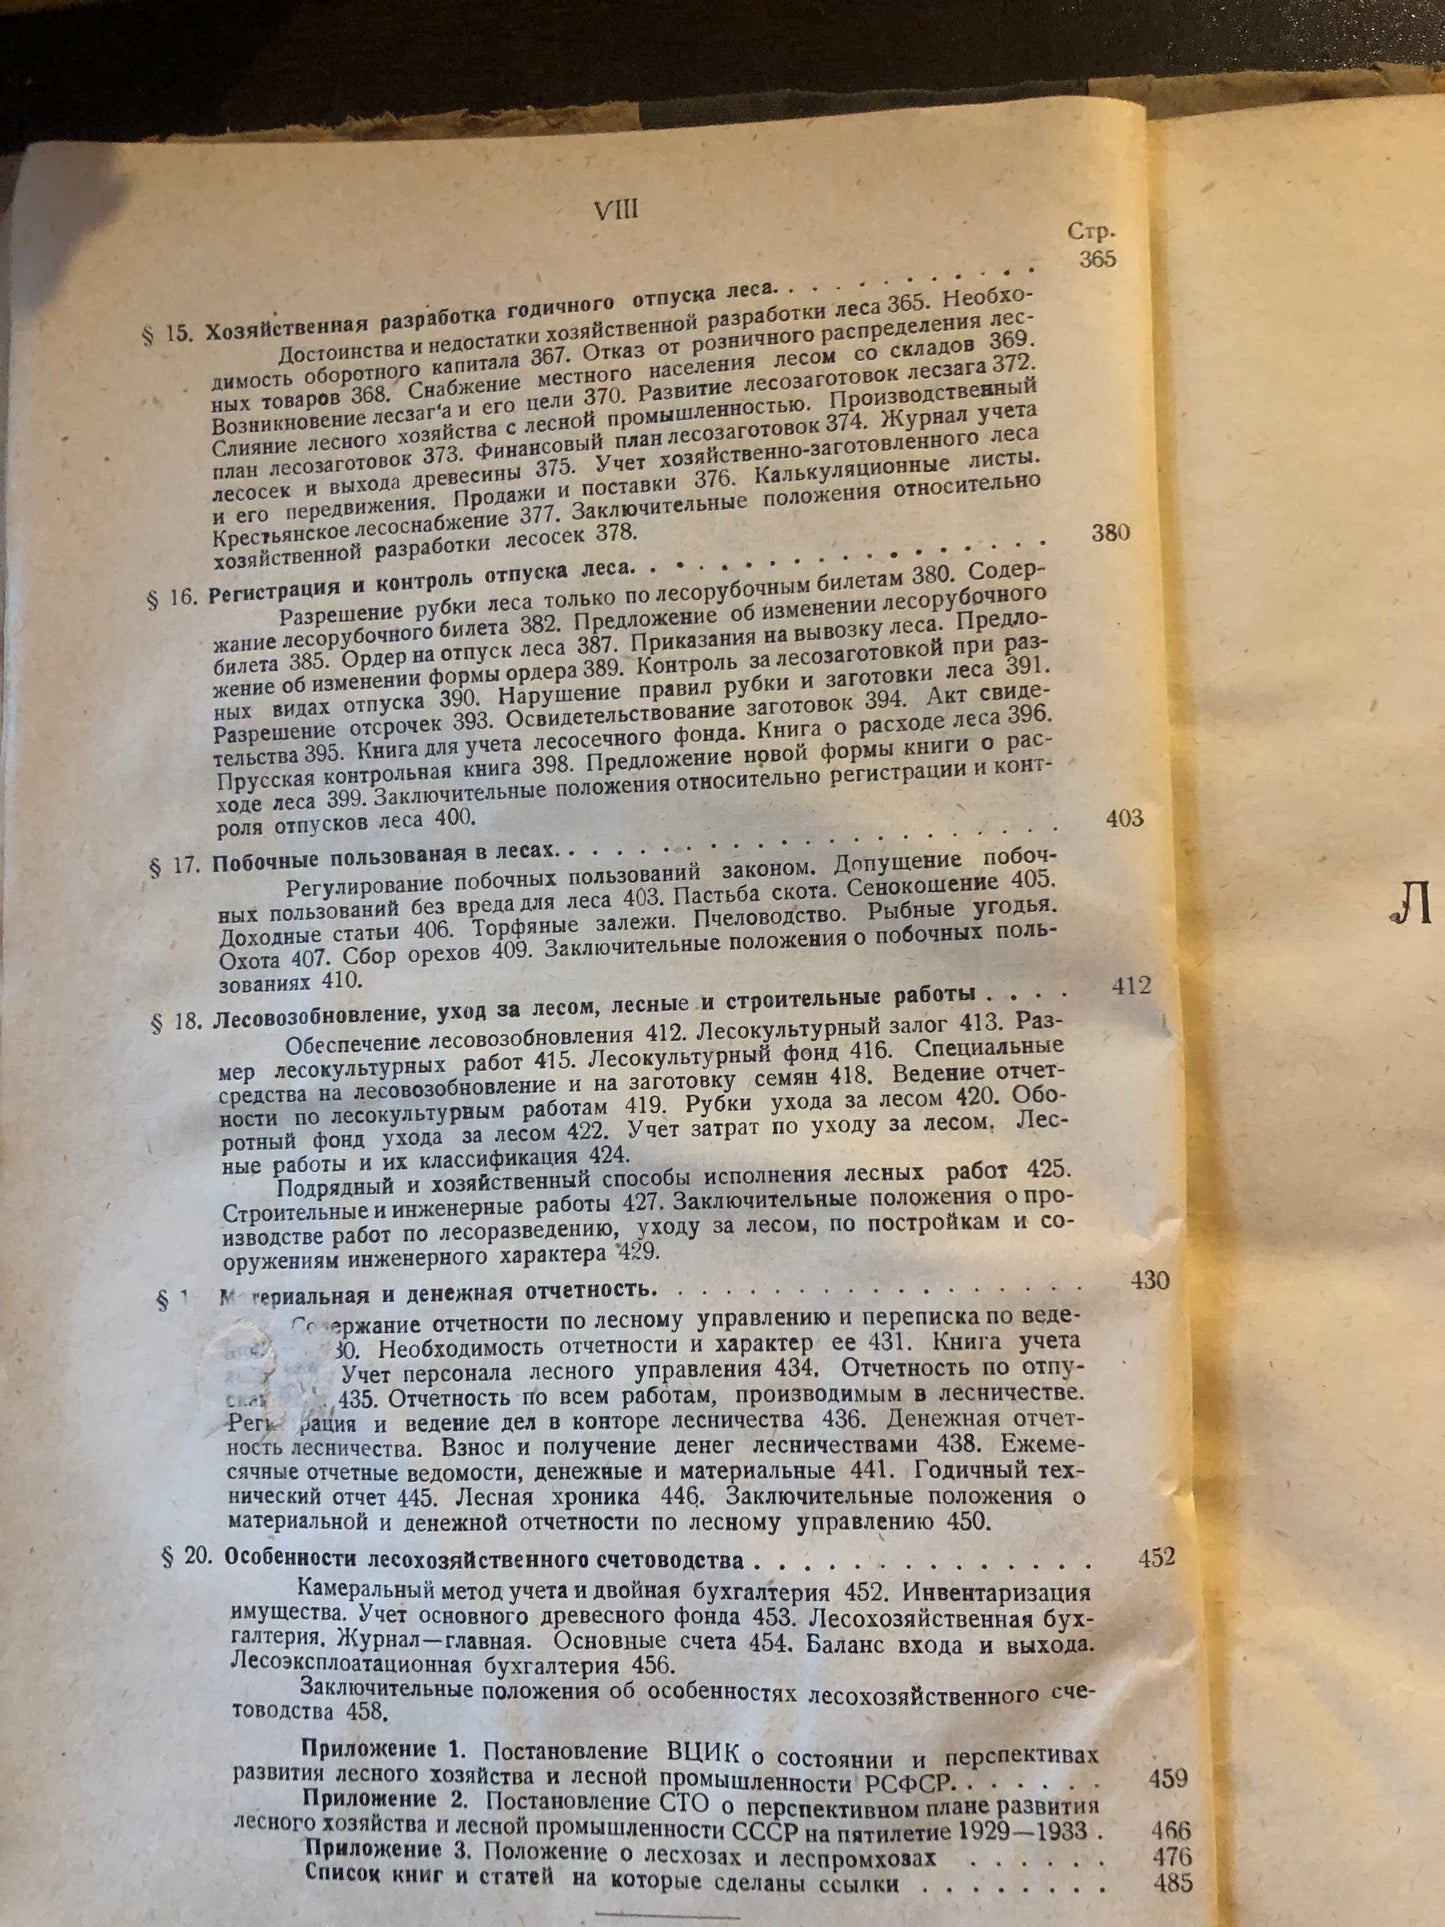 VIII
Стр.
§ 15. Хозяйственная разработка годичного отпуска леса. . . . . . . . . . . . 365
Достоинства и недостатки хозяйственной разработки леса 365. Необхо-
димость оборотного капитала 367. Отказ от розничного распределения лес-
ных товаров 368. Снабжение местного населения лесом со складов 369.
Возникновение лесзаг'а и его цели 370. Развитие лесозаготовок лесзага 372.
Слияние лесного хозяйства с лесной промышленностью. Производственный
план лесозаготовок 373. Финансовый план лесозаготовок 374. Журнал учета
лесосек и выхода древесины 375. Учет хозяйственно-заготовленного леса
и его передвижения. Продажи и поставки 376. Калькуляционные листы.
Крестьянское лесоснабжение 377. Заключительные положения относительно
хозяйственной разработки лесосек 378.
§ 16. Регистрация и контроль отпуска леса. . . . . . . . . . . . . . . . 380
Разрешение рубки леса только по лесорубочным билетам 380. Содер-
жание лесорубочного билета 382. Предложение об изменении лесорубочного
билета 385. Ордер на отпуск леса 387. Приказания на вывозку леса. Предло-
жение об изменении формы ордера 389. Контроль за лесозаготовкой при раз-
ных видах отпуска 390. Нарушение правил рубки и заготовки леса 391.
Разрешение отсрочек 393. Освидетельствование заготовок 394. Акт свиде-
тельства 395. Книга для учета лесосечного фонда. Книга о расходе леса 396.
Прусская контрольная книга 398. Предложение новой формы книги о рас-
ходе леса 399. Заключительные положения относительно регистрации и конт-
роля отпусков леса 400.
§ 17. Побочные пользованая в лесах. . . . . . . . . . . . . . . . . . . 403
Регулирование побочных пользований законом. Допущение побоч-
ных пользований без вреда для леса 403. Пастьба скота. Сенокошение 405.
Доходные статьи 406. Торфяные залежи. Пчеловодство. Рыбные угодья.
Охота 407. Сбор орехов 409. Заключительные положения о побочных поль-
зованиях 410.
§ 18. Лесовозобновление, уход за лесом, лесные и строительные работы . . . . 412
Обеспечение лесовозобновления 412. Лесокультурный залог 413. Раз-
мер лесокультурных работ 415. Лесокультурный фонд 416. Специальные
средства на лесовозобновление и на заготовку семян 418. Ведение отчет-
ности по лесокультурным работам 419. Рубки ухода за лесом 420. Обо-
ротный фонд ухода за лесом 422. Учет затрат по уходу за лесом. Лес-
ные работы и их классификация 424.
Подрядный и хозяйственный способы исполнения лесных работ 425.
Строительные и инженерные работы 427. Заключительные положения о про-
изводстве работ по лесоразведению, уходу за лесом, по постройкам и со-
оружениям инженерного характера 429.
§ 1 Материальная и денежная отчетность. . . . . . . . . . . . . . . . . 430
Содержание отчетности по лесному управлению и переписка по веде-
30. Необходимость отчетности и характер ее 431. Книга учета
Учет персонала лесного управления 434. Отчетность по отпу-
435. Отчетность по всем работам, производимым в лесничестве.
Регистрация и ведение дел в конторе лесничества 436. Денежная отчет-
ность лесничества. Взнос и получение денег лесничествами 438. Ежеме-
сячные отчетные ведомости, денежные и материальные 441. Годичный тех-
нический отчет 445. Лесная хроника 446. Заключительные положения о
материальной и денежной отчетности по лесному управлению 450.
§ 20. Особенности лесохозяйственного счетоводства . . . . . . . . . . . . . . 452
Камеральный метод учета и двойная бухгалтерия 452. Инвентаризация
имущества. Учет основного древесного фонда 453. Лесохозяйственная бух-
галтерия. Журнал—главная. Основные счета 454. Баланс входа и выхода.
Лесоэксплоатационная бухгалтерия 456.
Заключительные положения об особенностях лесохозяйственного сче-
товодства 458.
Приложение 1. Постановление ВЦИК о состоянии и перспективах
развития лесного хозяйства и лесной промышленности РСФСР. . . . . . . 459
Приложение 2. Постановление СТО о перспективном плане развития
лесного хозяйства и лесной промышленности СССР на пятилетие 1929—1933 . 466
Приложение 3. Положение о лесхозах и леспромхозах . . . . . . 476
Список книг и статей на которые сделаны ссылки . . . . . . . . 485
Л